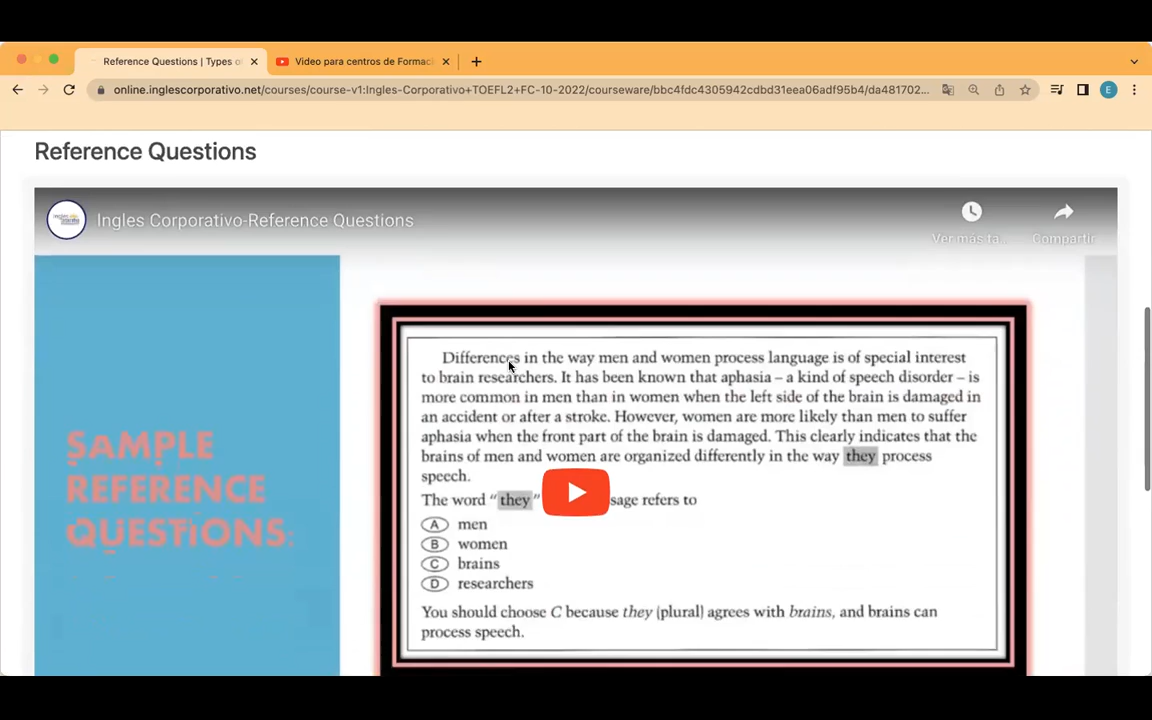 Reference Questions | Types o
Video para centros de Formaci
online.inglescorporativo.net/courses/course-v1:Ingles-Corporativo+TOEFL2+FC-10-2022/courseware/bbc4fdc4305942cdbd31eea06adf95b4/da481702...
E
Reference Questions
Ingles Corporativo-Reference Questions
Ver más ta...
Compartir
SAMPLE
REFERENCE
QUESTIONS:
Differences in the way men and women process language is of special interest
to brain researchers. It has been known that aphasia – a kind of speech disorder – is
more common in men than in women when the left side of the brain is damaged in
an accident or after a stroke. However, women are more likely than men to suffer
aphasia when the front part of the brain is damaged. This clearly indicates that the
brains of men and women are organized differently in the way they process
speech.
The word "they" sage refers to
A men
B women
C brains
D researchers
You should choose C because they (plural) agrees with brains, and brains can
process speech.